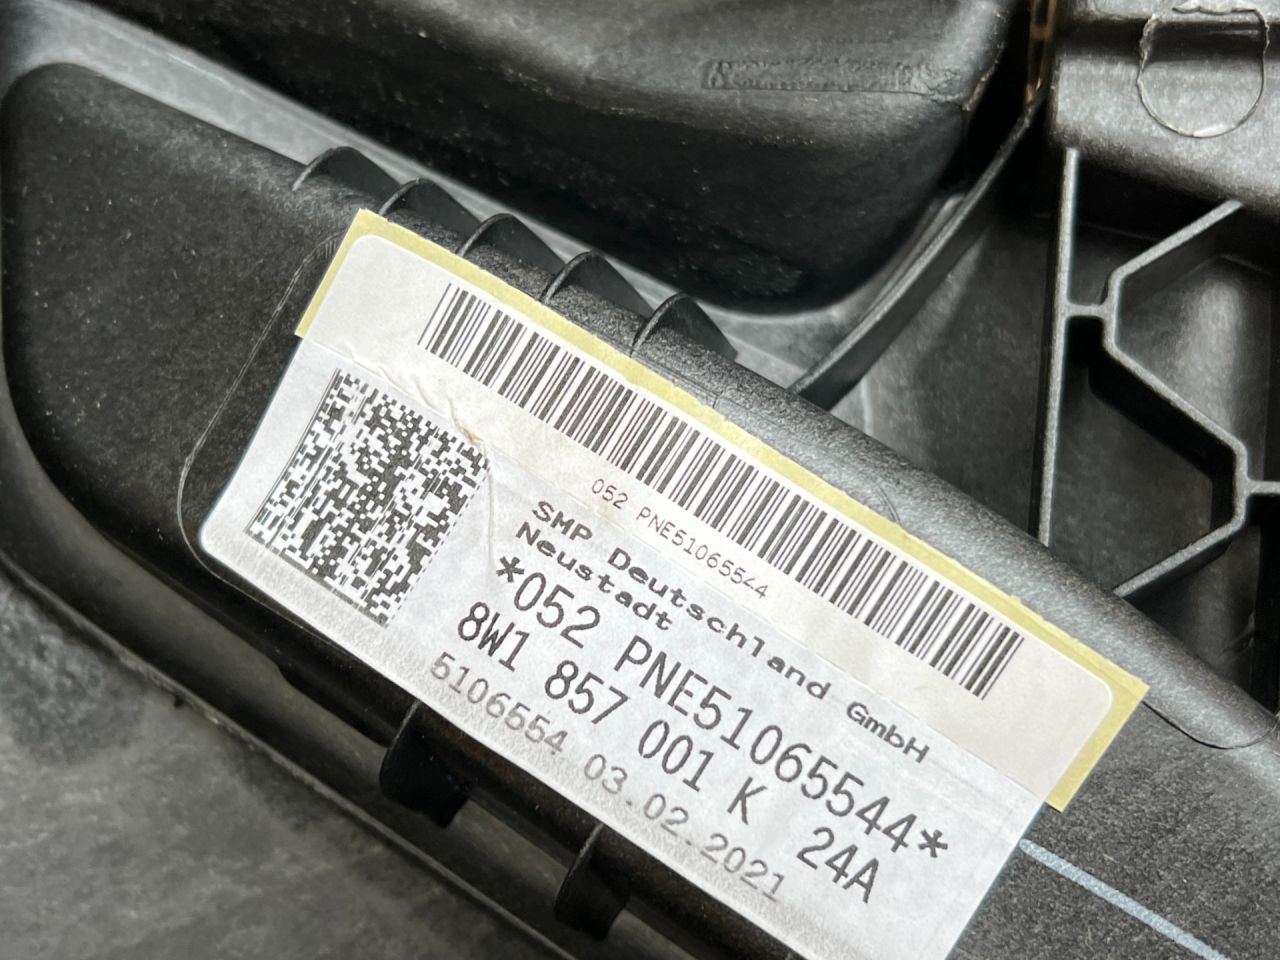 052 PNE51065544
SMP Deutschland GmbH
Neustadt
*052 PNE51065544*
8W1 857 001 K 24A
5106554 03.02.2021